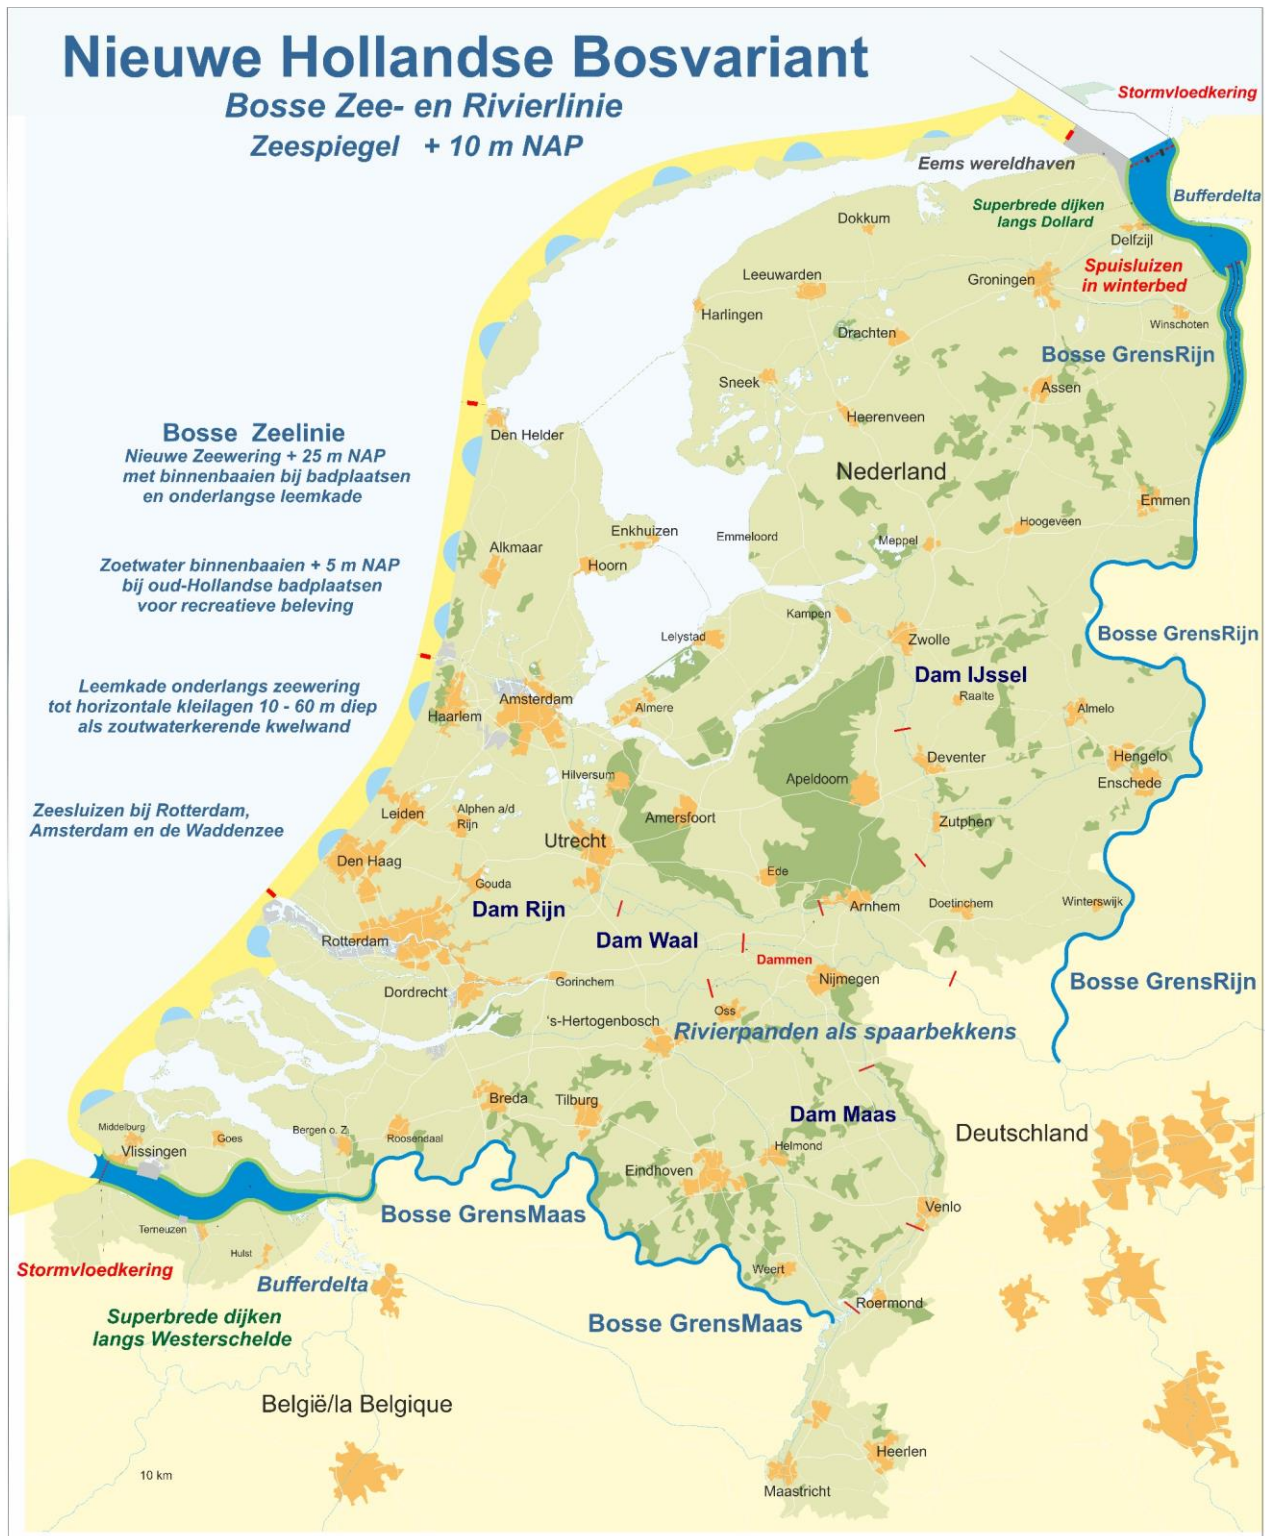 Nieuwe Hollandse Bosvariant
Bosse Zee- en Rivierlinie
Zeespiegel + 10 m NAP
Stormvloedkering
Eems wereldhaven
Bufferdelta
Superbrede dijken
langs Dollard
Dokkum
Delfzijl
Spuisluizen
in winterbed
Leeuwarden
Groningen
Harlingen
Winschoten
Drachten
Bosse GrensRijn
Sneek
Assen
Heerenveen
Den Helder
Bosse Zeelinie
Nieuwe Zeewering + 25 m NAP
met binnenbaaien bij badplaatsen
en onderlangse leemkade
Nederland
Emmen
Hoogeveen
Enkhuizen
Emmeloord
Meppel
Alkmaar
Hoorn
Zoetwater binnenbaaien + 5 m NAP
bij oud-Hollandse badplaatsen
voor recreatieve beleving
Kampen
Lelystad
Zwolle
Bosse GrensRijn
Dam IJssel
Raalte
Leemkade onderlangs zeewering
tot horizontale kleilagen 10 - 60 m diep
als zoutwaterkerende kwelwand
Amsterdam
Haarlem
Almere
Almelo
Deventer
Hengelo
Enschede
Hilversum
Apeldoorn
Zeesluizen bij Rotterdam,
Amsterdam en de Waddenzee
Leiden
Alphen a/d
Rijn
Amersfoort
Zutphen
Utrecht
Den Haag
Ede
Gouda
Arnhem
Doetinchem
Winterswijk
Dam Rijn
Rotterdam
Dam Waal
Dammen
Nijmegen
Bosse GrensRijn
Dordrecht
Gorinchem
Oss
's-Hertogenbosch
Rivierpanden als spaarbekkens
Breda
Tilburg
Dam Maas
Middelburg
Goes
Bergen o. Z.
Roosendaal
Deutschland
Vlissingen
Helmond
Eindhoven
Venlo
Bosse GrensMaas
Terneuzen
Hulst
Stormvloedkering
Bufferdelta
Weert
Roermond
Superbrede dijken
langs Westerschelde
Bosse GrensMaas
België/la Belgique
Heerlen
10 km
Maastricht